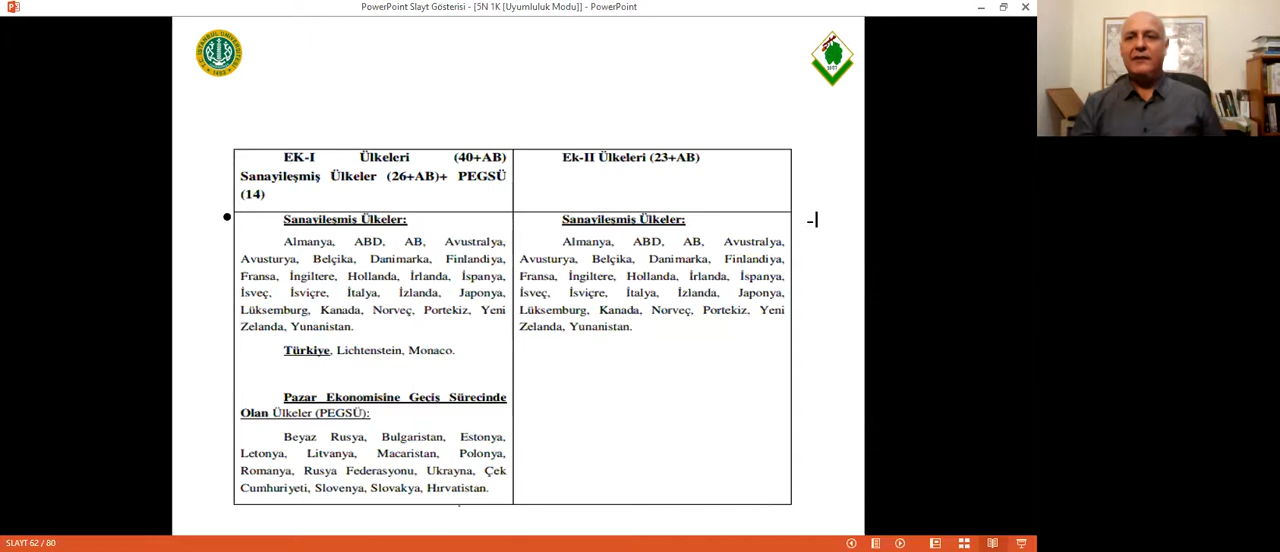 PowerPoint Slayt Gösterisi - [5N 1K [Uyumluluk Modu]] - PowerPoint
EK-I Ülkeleri (40+AB)
Sanayileşmiş Ülkeler (26+AB)+ PEGSÜ
(14)
Ek-II Ülkeleri (23+AB)
Sanayileşmiş Ülkeler:
Almanya, ABD, AB, Avustralya,
Avusturya, Belçika, Danimarka, Finlandiya,
Fransa, İngiltere, Hollanda, İrlanda, İspanya,
İsveç, İsviçre, İtalya, İzlanda, Japonya,
Lüksemburg, Kanada, Norveç, Portekiz, Yeni
Zelanda, Yunanistan.
Türkiye, Lichtenstein, Monaco.
Pazar Ekonomisine Geçiş Sürecinde
Olan Ülkeler (PEGSÜ):
Beyaz Rusya, Bulgaristan, Estonya,
Letonya, Litvanya, Macaristan, Polonya,
Romanya, Rusya Federasyonu, Ukrayna, Çek
Cumhuriyeti, Slovenya, Slovakya, Hırvatistan.
Sanayileşmiş Ülkeler:
Almanya, ABD, AB, Avustralya,
Avusturya, Belçika, Danimarka, Finlandiya,
Fransa, İngiltere, Hollanda, İrlanda, İspanya,
İsveç, İsviçre, İtalya, İzlanda, Japonya,
Lüksemburg, Kanada, Norveç, Portekiz, Yeni
Zelanda, Yunanistan.
SLAYT 62 / 80